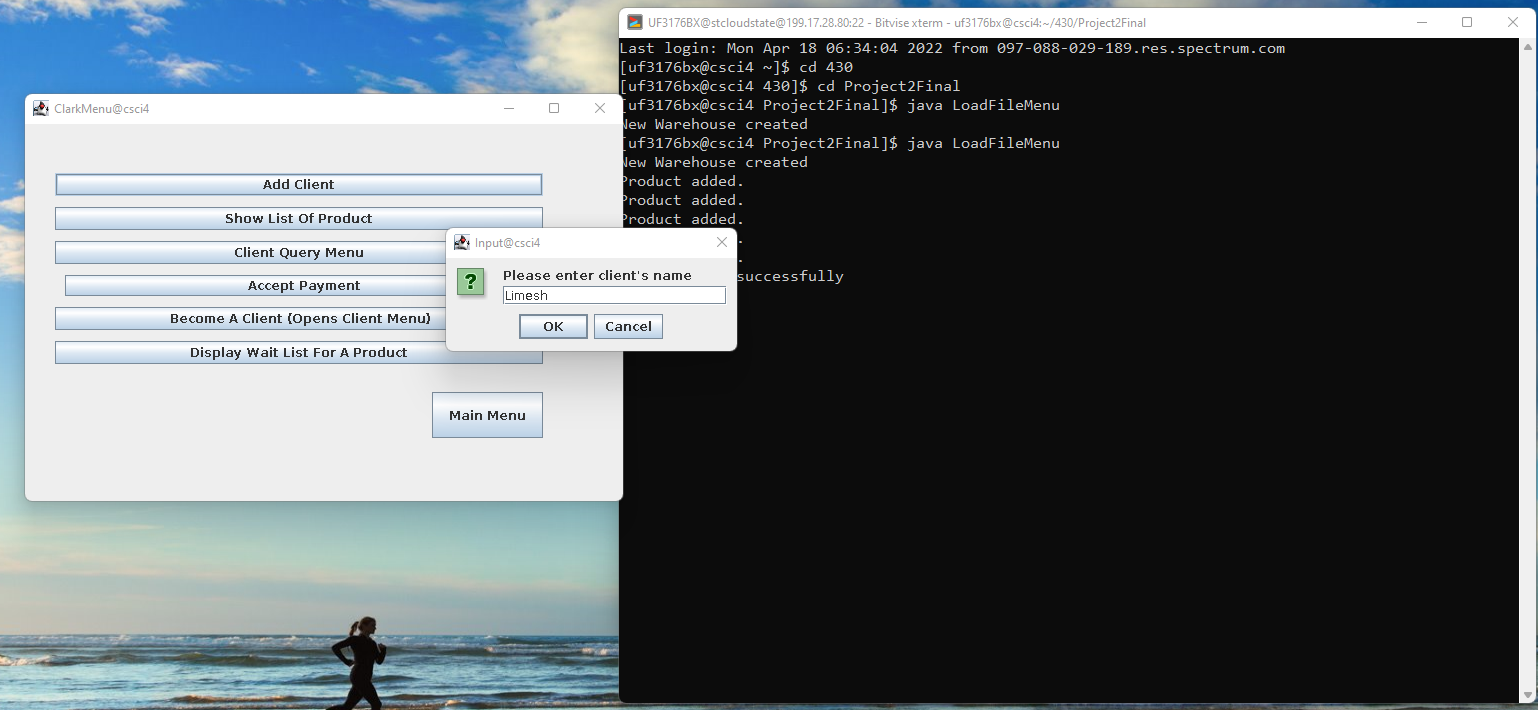 UF3176BX@stcloudstate@199.17.28.80:22 - Bitvise xterm - uf3176bx@csci4:~/430/Project2Final
Last login: Mon Apr 18 06:34:04 2022 from 097-088-029-189.res.spectrum.com
[uf3176bx@csci4 ~]$ cd 430
[uf3176bx@csci4 430]$ cd Project2Final
[uf3176bx@csci4 Project2Final]$ java LoadFileMenu
New Warehouse created
[uf3176bx@csci4 Project2Final]$ java LoadFileMenu
New Warehouse created
Product added.
Product added.
Product added.
.
.
successfully
ClarkMenu@csci4
Add Client
Show List Of Product
Client Query Menu
Accept Payment
Become A Client (Opens Client Menu)
Display Wait List For A Product
Main Menu
Input@csci4
?
Please enter client's name
Limesh
OK
Cancel